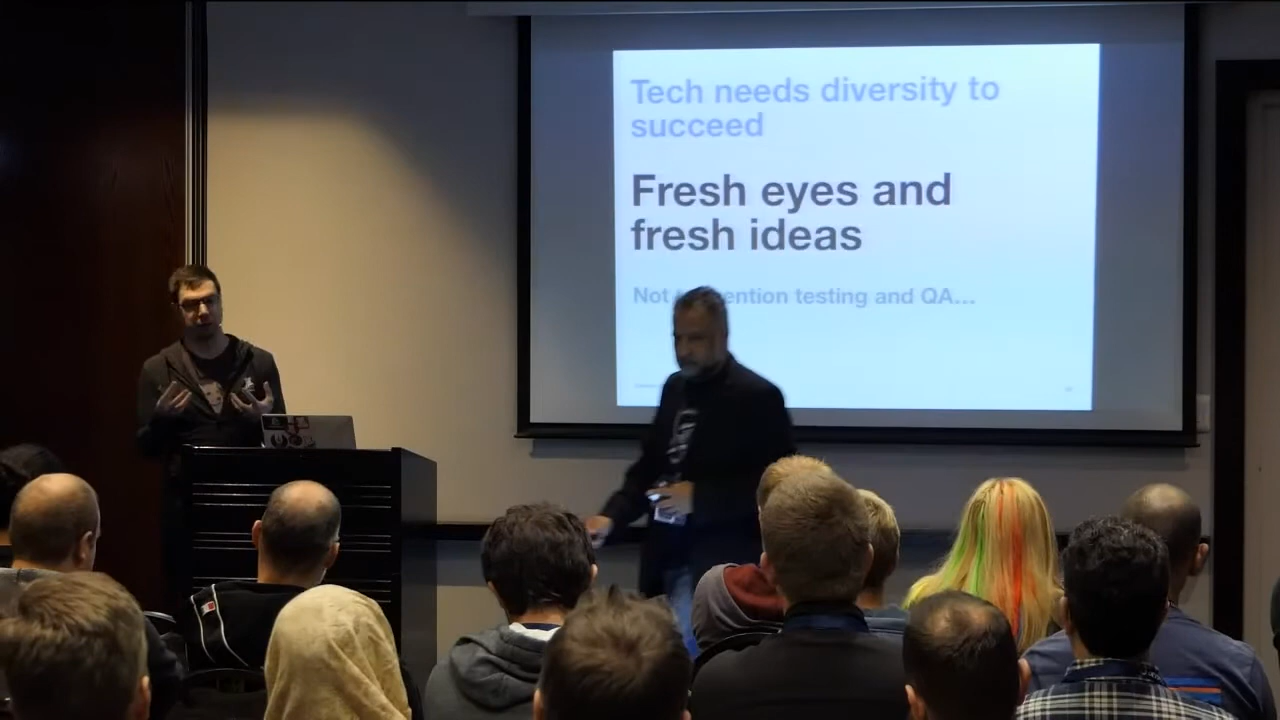 Tech needs diversity to
succeed
Fresh eyes and
fresh ideas
Not testing and QA...